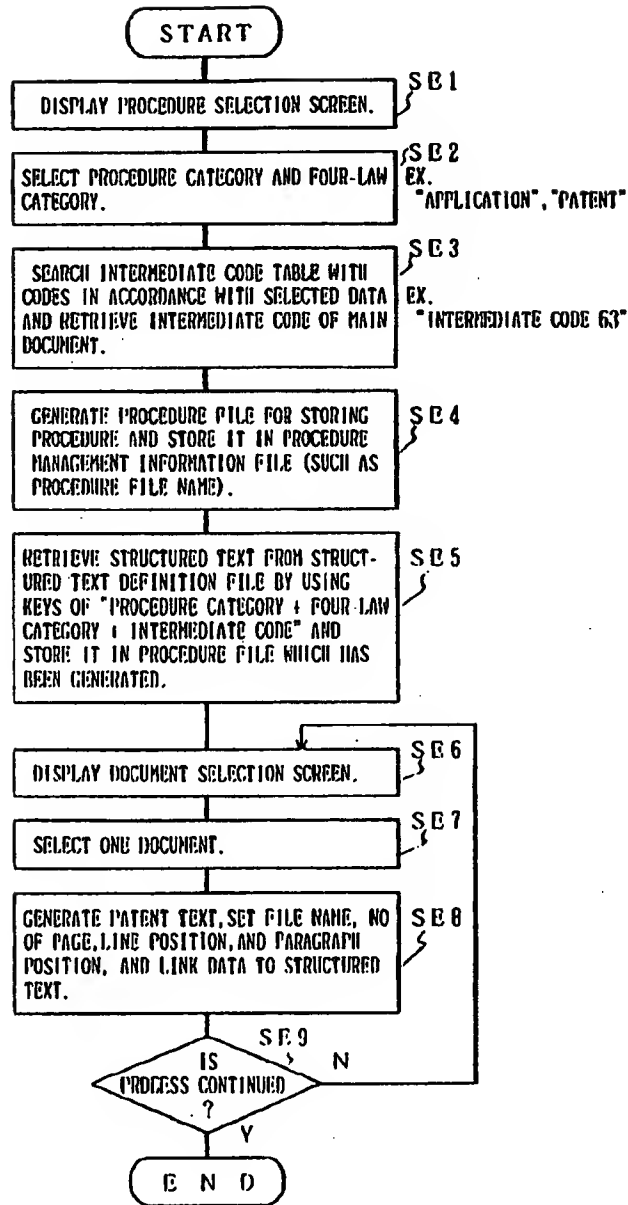 START
SE1
DISPLAY PROCEDURE SELECTION SCREEN.
SE2
SELECT PROCEDURE CATEGORY AND FOUR-LAW
CATEGORY.
EX.
"APPLICATION", "PATENT"
SE3
SEARCH INTERMEDIATE CODE TABLE WITH
CODES IN ACCORDANCE WITH SELECTED DATA
AND RETRIEVE INTERMEDIATE CODE OF MAIN
DOCUMENT.
EX.
"INTERMEDIATE CODE 63"
SE4
GENERATE PROCEDURE FILE FOR STORING
PROCEDURE AND STORE IT IN PROCEDURE
MANAGEMENT INFORMATION FILE (SUCH AS
PROCEDURE FILE NAME).
SE5
RETRIEVE STRUCTURED TEXT FROM STRUCT-
URED TEXT DEFINITION FILE BY USING
KEYS OF "PROCEDURE CATEGORY + FOUR-LAW
CATEGORY + INTERMEDIATE CODE" AND
STORE IT IN PROCEDURE FILE WHICH HAS
BEEN GENERATED.
SE6
DISPLAY DOCUMENT SELECTION SCREEN.
SE7
SELECT ONE DOCUMENT.
SE8
GENERATE PATENT TEXT, SET FILE NAME, NO
OF PAGE, LINE POSITION, AND PARAGRAPH
POSITION, AND LINK DATA TO STRUCTURED
TEXT.
SE9
IS
PROCESS CONTINUED
?
N
Y
END